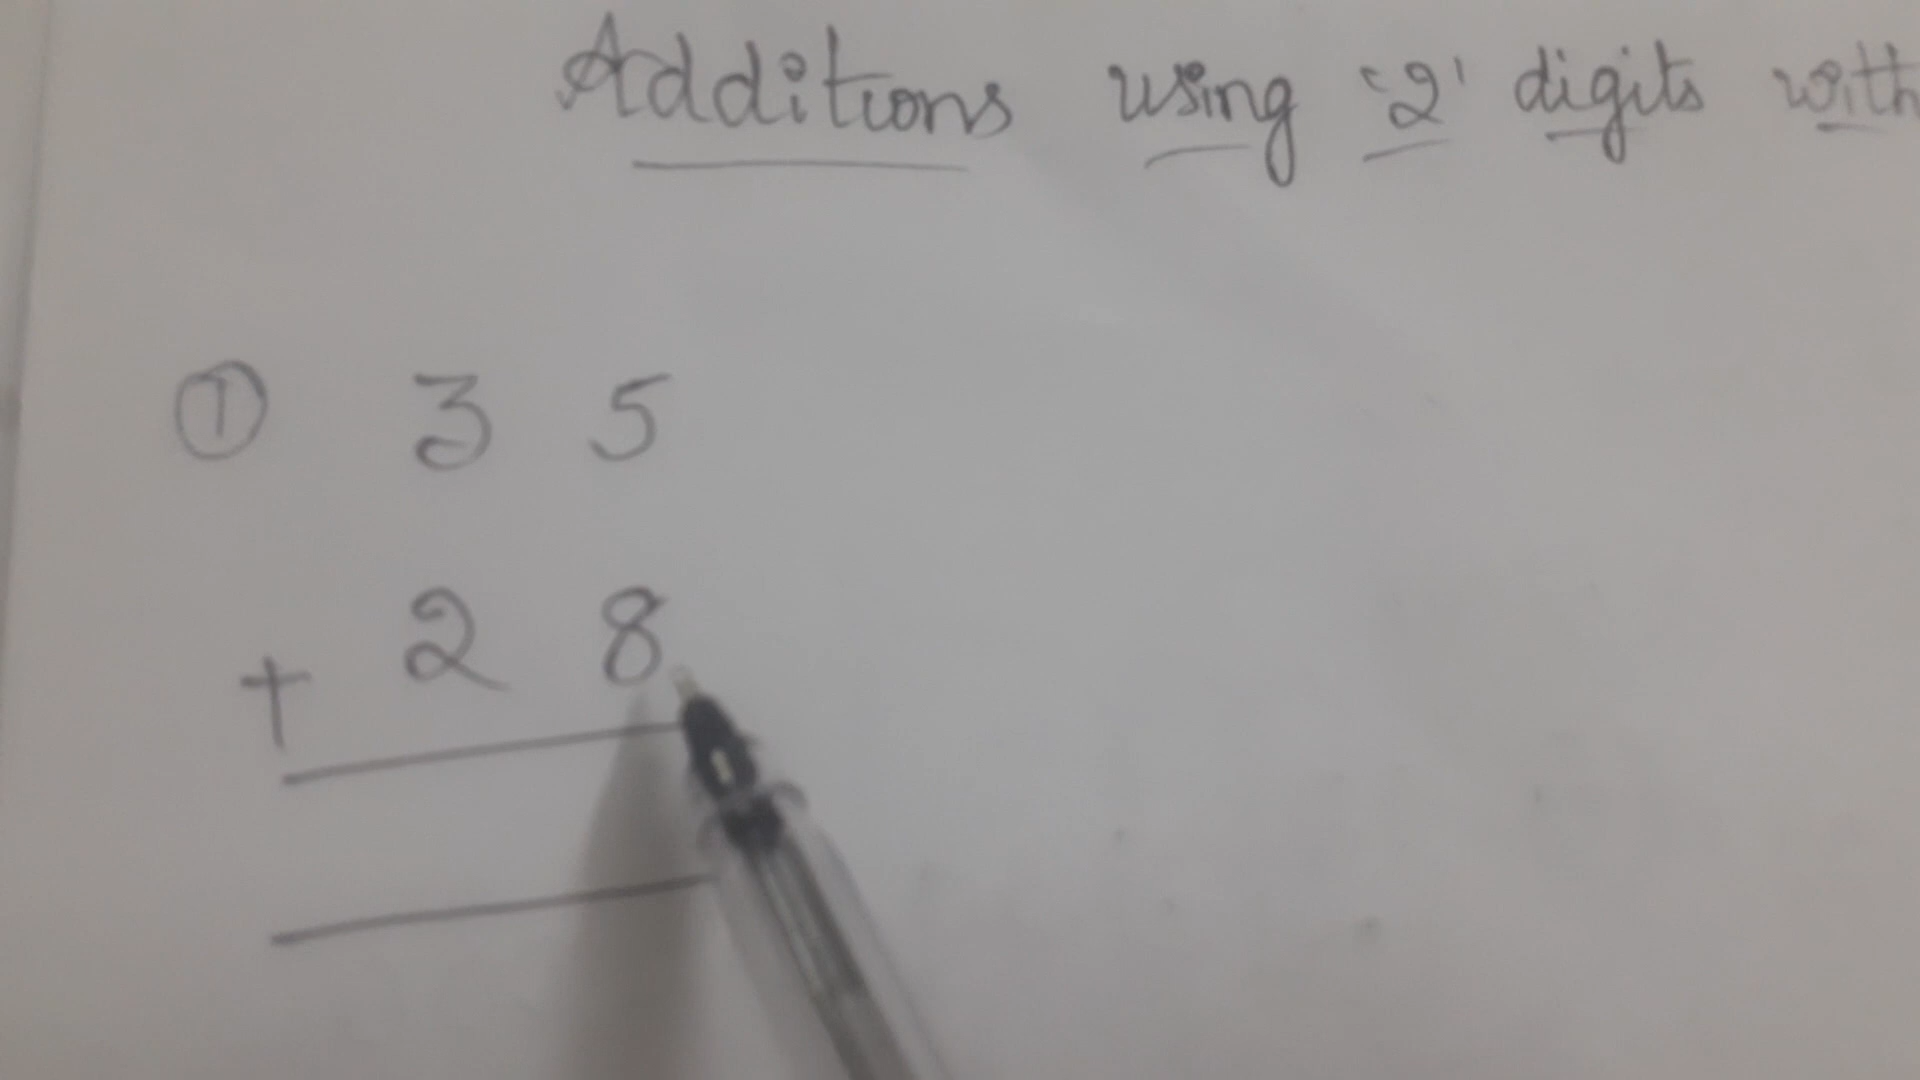 Additions using '2' digits with
① 3 5
+ 2 8